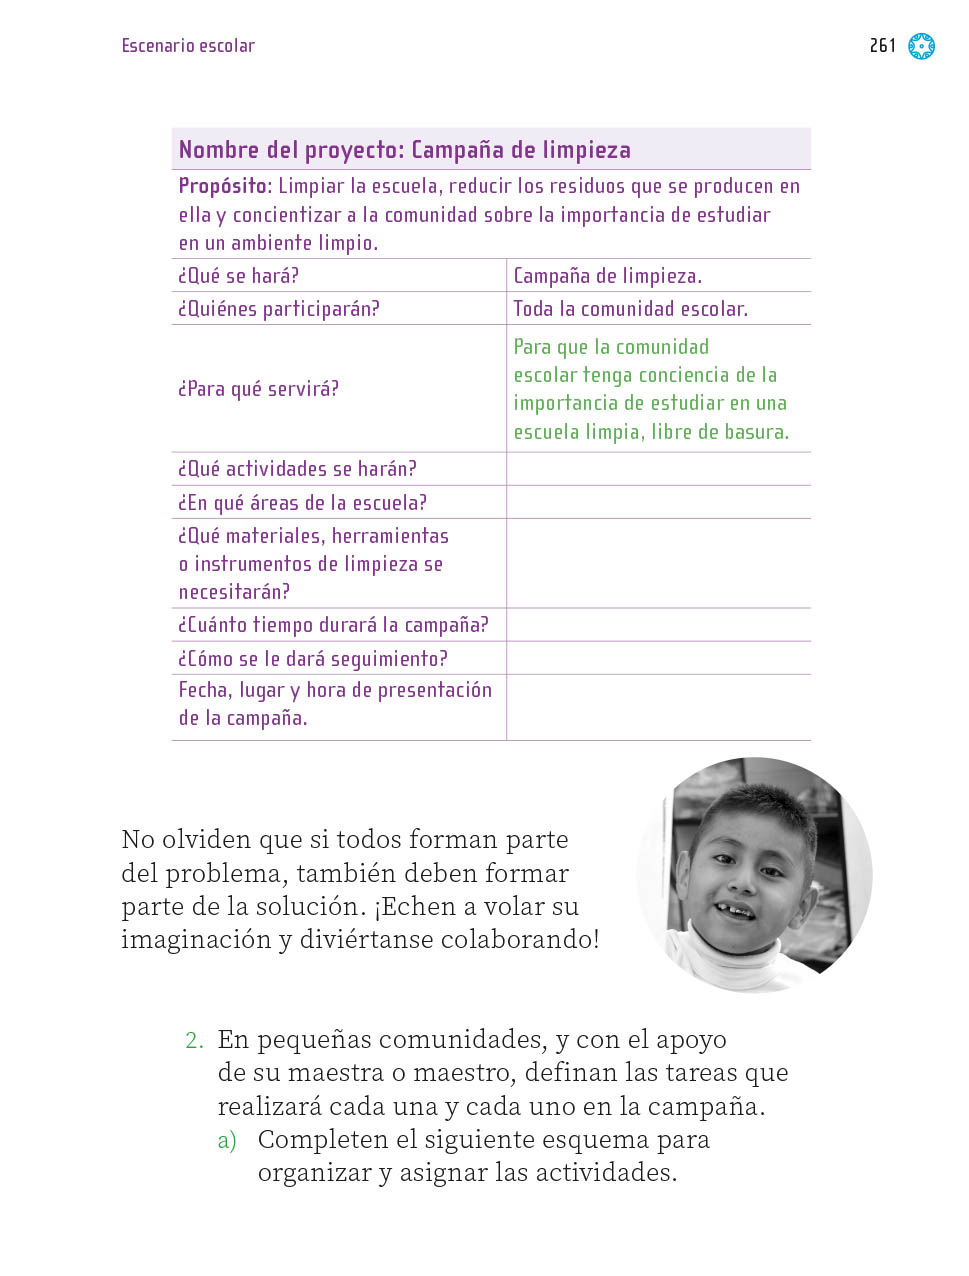 Escenario escolar
261
Nombre del proyecto: Campaña de limpieza
Propósito: Limpiar la escuela, reducir los residuos que se producen en
ella y concientizar a la comunidad sobre la importancia de estudiar
en un ambiente limpio.
¿Qué se hará?
Campaña de limpieza.
¿Quiénes participarán?
Toda la comunidad escolar.
¿Para qué servirá?
Para que la comunidad
escolar tenga conciencia de la
importancia de estudiar en una
escuela limpia, libre de basura.
¿Qué actividades se harán?
¿En qué áreas de la escuela?
¿Qué materiales, herramientas
o instrumentos de limpieza se
necesitarán?
¿Cuánto tiempo durará la campaña?
¿Cómo se le dará seguimiento?
Fecha, lugar y hora de presentación
de la campaña.
No olviden que si todos forman parte
del problema, también deben formar
parte de la solución. ¡Echen a volar su
imaginación y diviértanse colaborando!
2. En pequeñas comunidades, y con el apoyo
de su maestra o maestro, definan las tareas que
realizará cada una y cada uno en la campaña.
a) Completen el siguiente esquema para
organizar y asignar las actividades.